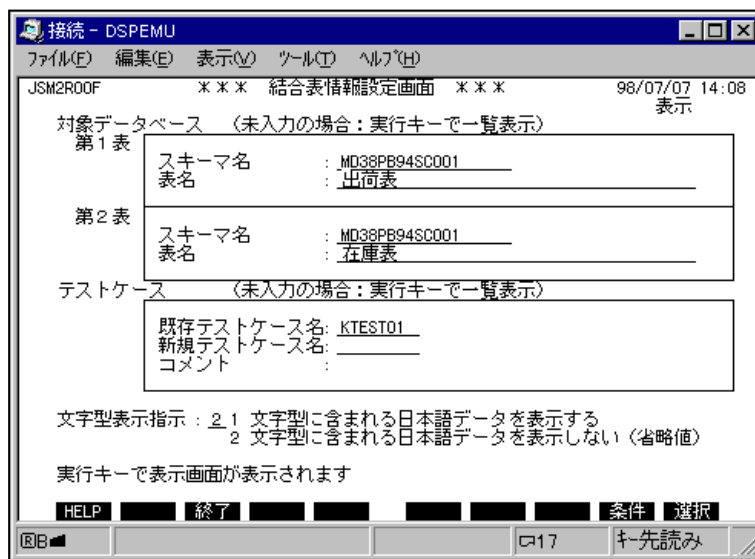 接続 - DSPEMU
ﾌｧｲﾙ(F) 編集(E) 表示(V) ﾂｰﾙ(T) ﾍﾙﾌﾟ(H)
JSM2R00F ＊＊＊ 結合表情報設定画面 ＊＊＊ 98/07/07 14:08
表示
対象データベース （未入力の場合：実行キーで一覧表示）
第１表
スキーマ名 : MD38PB94SC001
表名 : 出荷表
第２表
スキーマ名 : MD38PB94SC001
表名 : 在庫表
テストケース （未入力の場合：実行キーで一覧表示）
既存テストケース名: KTEST01
新規テストケース名:
コメント :
文字型表示指示 : 2 1 文字型に含まれる日本語データを表示する
2 文字型に含まれる日本語データを表示しない（省略値）
実行キーで表示画面が表示されます
HELP 終了 条件 選択
RB 17 ｷｰ先読み